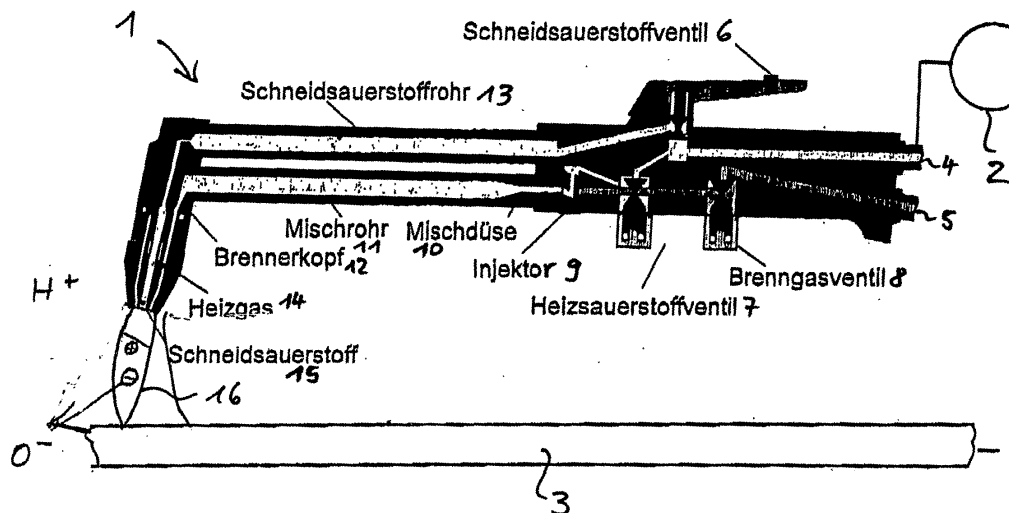 1
Schneidsauerstoffventil 6
Schneidsauerstoffrohr 13
2
4
5
Mischrohr 11
Mischdüse 10
Brennerkopf 12
Injektor 9
Brenngasventil 8
Heizsauerstoffventil 7
H+
Heizgas 14
Schneidsauerstoff 15
⊕
⊖
16
O-
3